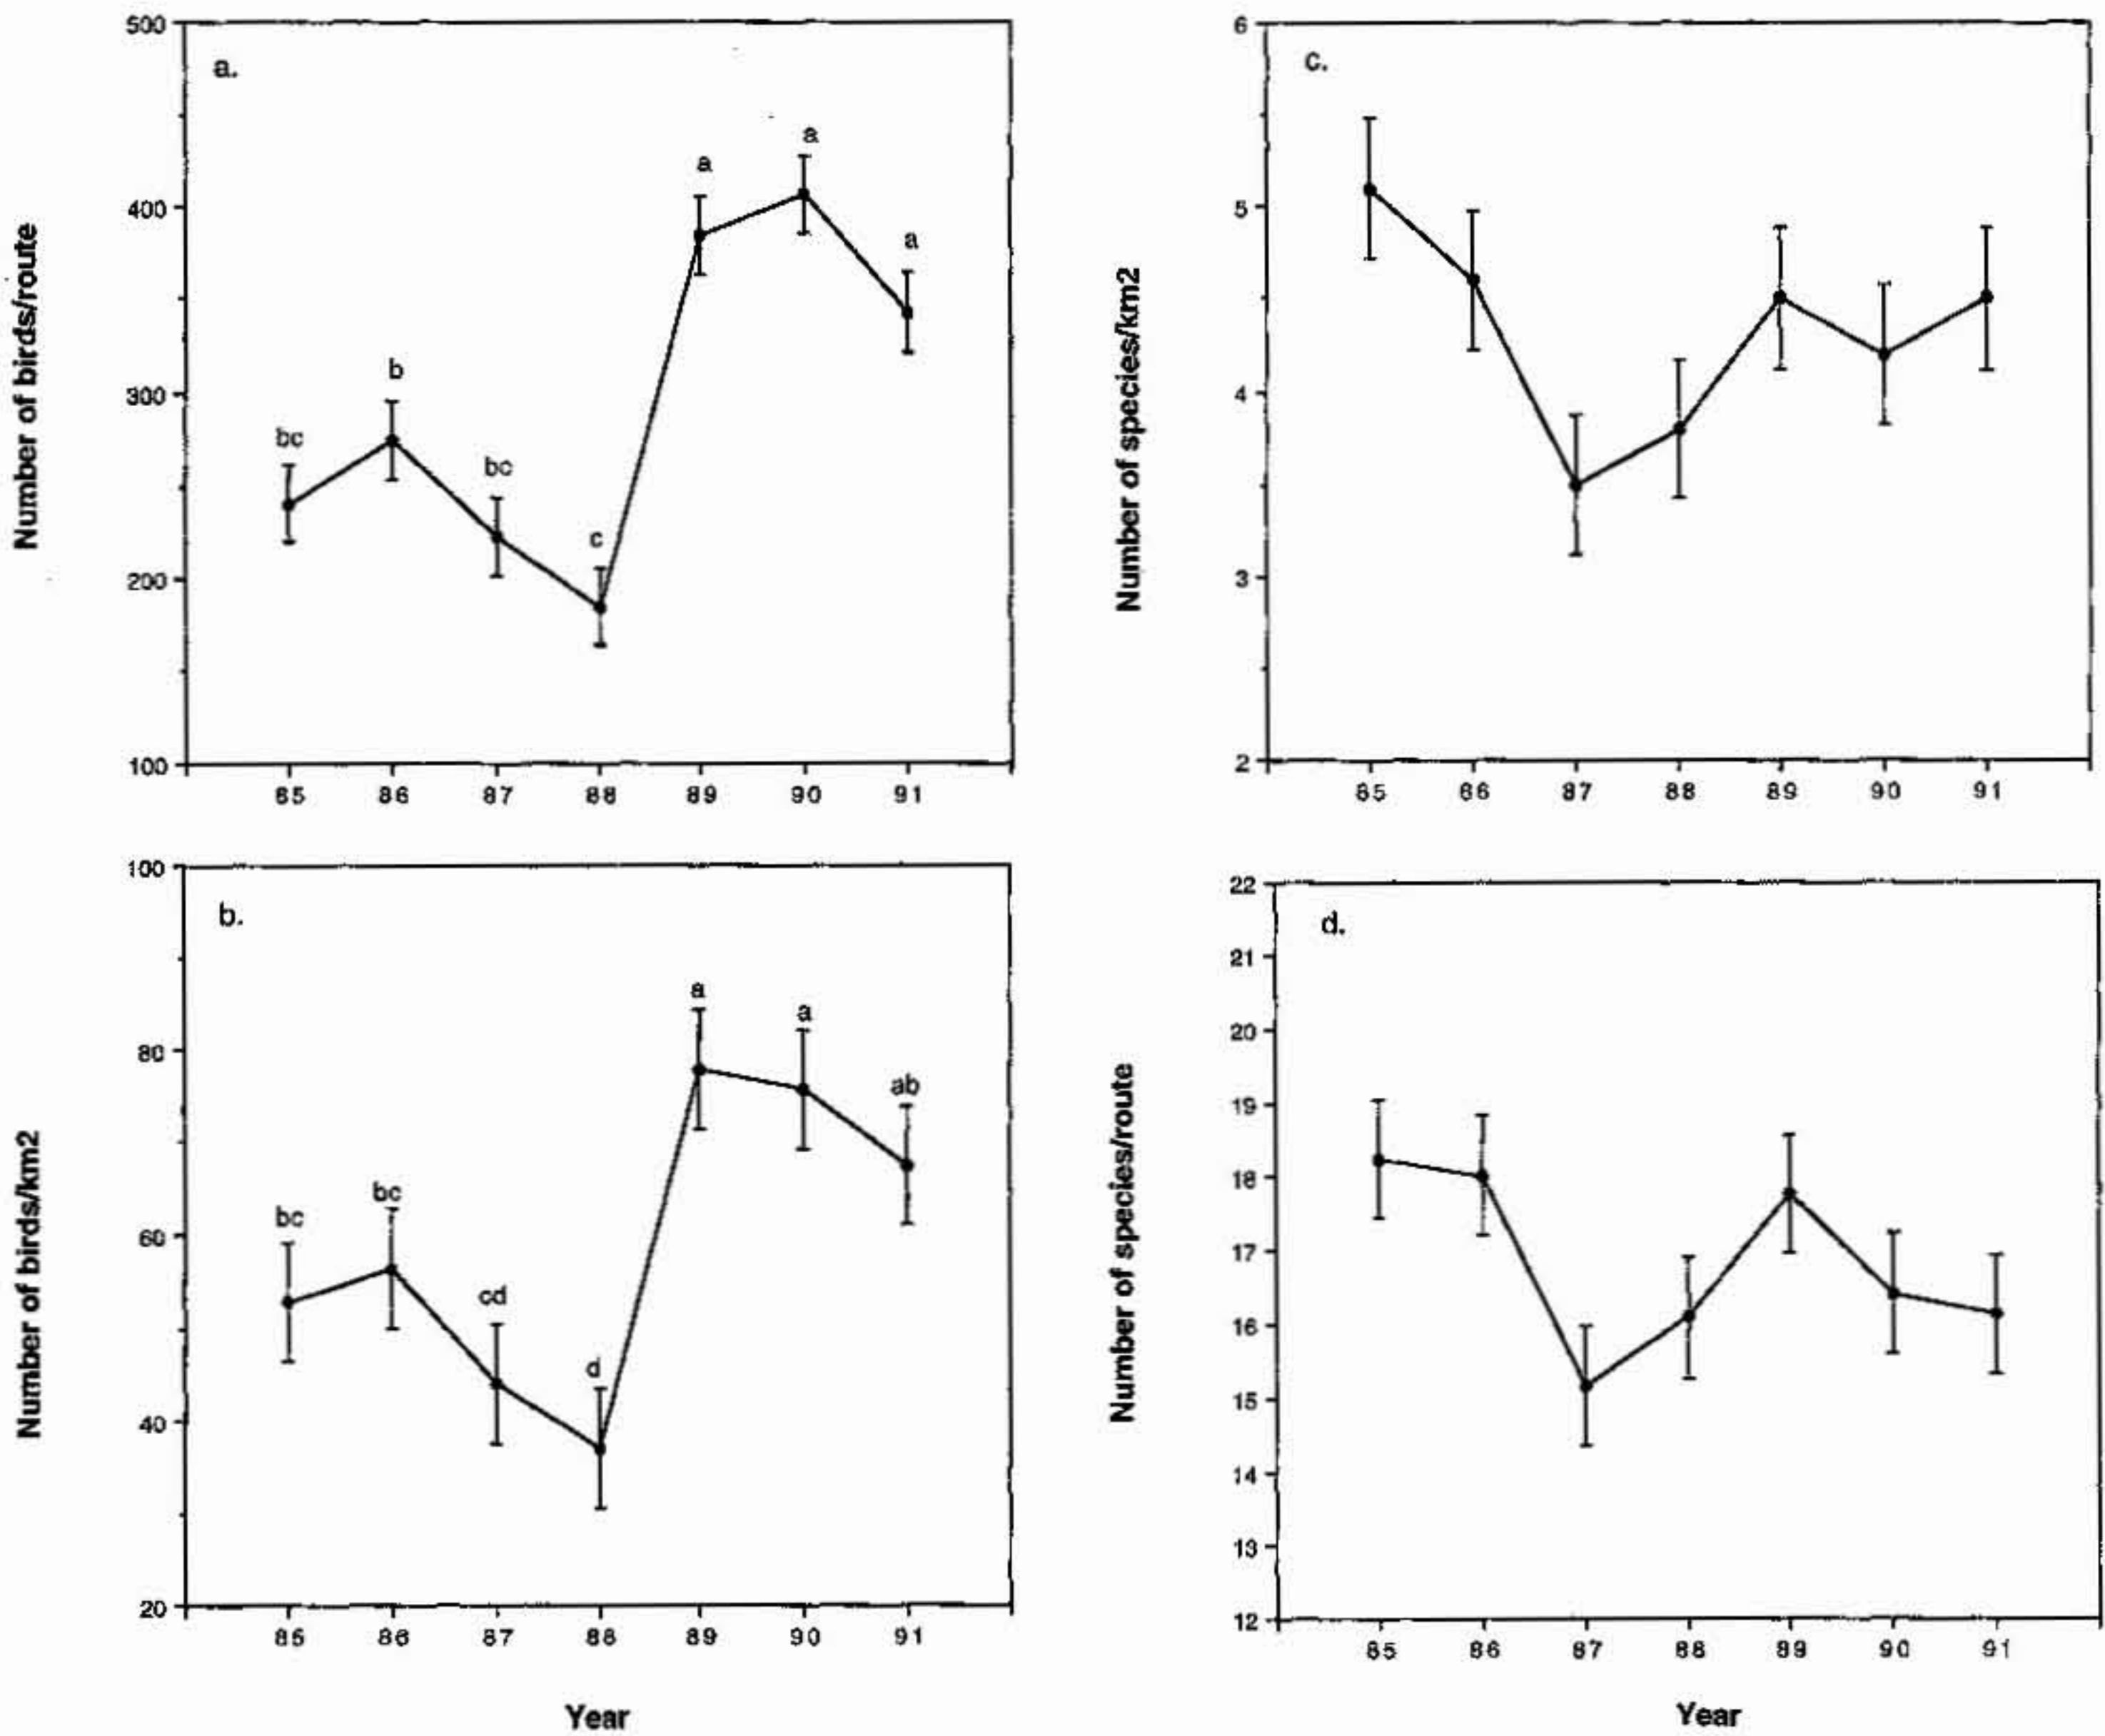 a.
Number of birds/route
500
400
300
200
100
bc
b
bc
c
a
a
a
85 86 87 88 89 90 91
c.
Number of species/km2
6
5
4
3
2
85 86 87 88 89 90 91
b.
Number of birds/km2
100
80
60
40
20
bc
bc
cd
d
a
a
ab
85 86 87 88 89 90 91
Year
d.
Number of species/route
22
21
20
19
18
17
16
15
14
13
12
85 86 87 88 89 90 91
Year